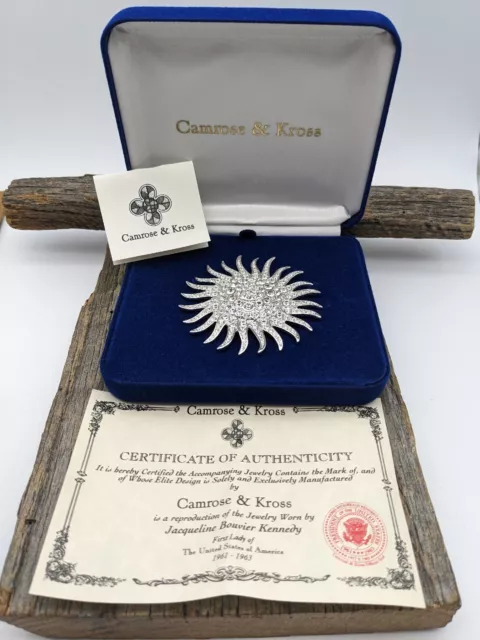 Camrose & Kross
Camrose & Kross
Camrose & Kross
CERTIFICATE OF AUTHENTICITY
It is hereby Certified the Accompanying Jewelry Contains the Mark of, and
of Whose Elite Design is Solely and Exclusively Manufactured
by
Camrose & Kross
is a reproduction of the Jewelry Worn by
Jacqueline Bouvier Kennedy
First Lady of
The United States of America
1961 - 1963